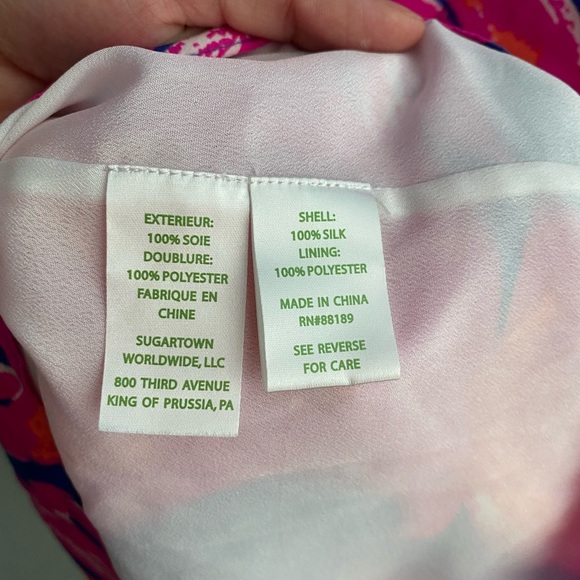 EXTERIEUR:
100% SOIE
DOUBLURE:
100% POLYESTER
FABRIQUE EN
CHINE
SUGARTOWN
WORLDWIDE, LLC
800 THIRD AVENUE
KING OF PRUSSIA, PA
SHELL:
100% SILK
LINING:
100% POLYESTER
MADE IN CHINA
RN#88189
SEE REVERSE
FOR CARE